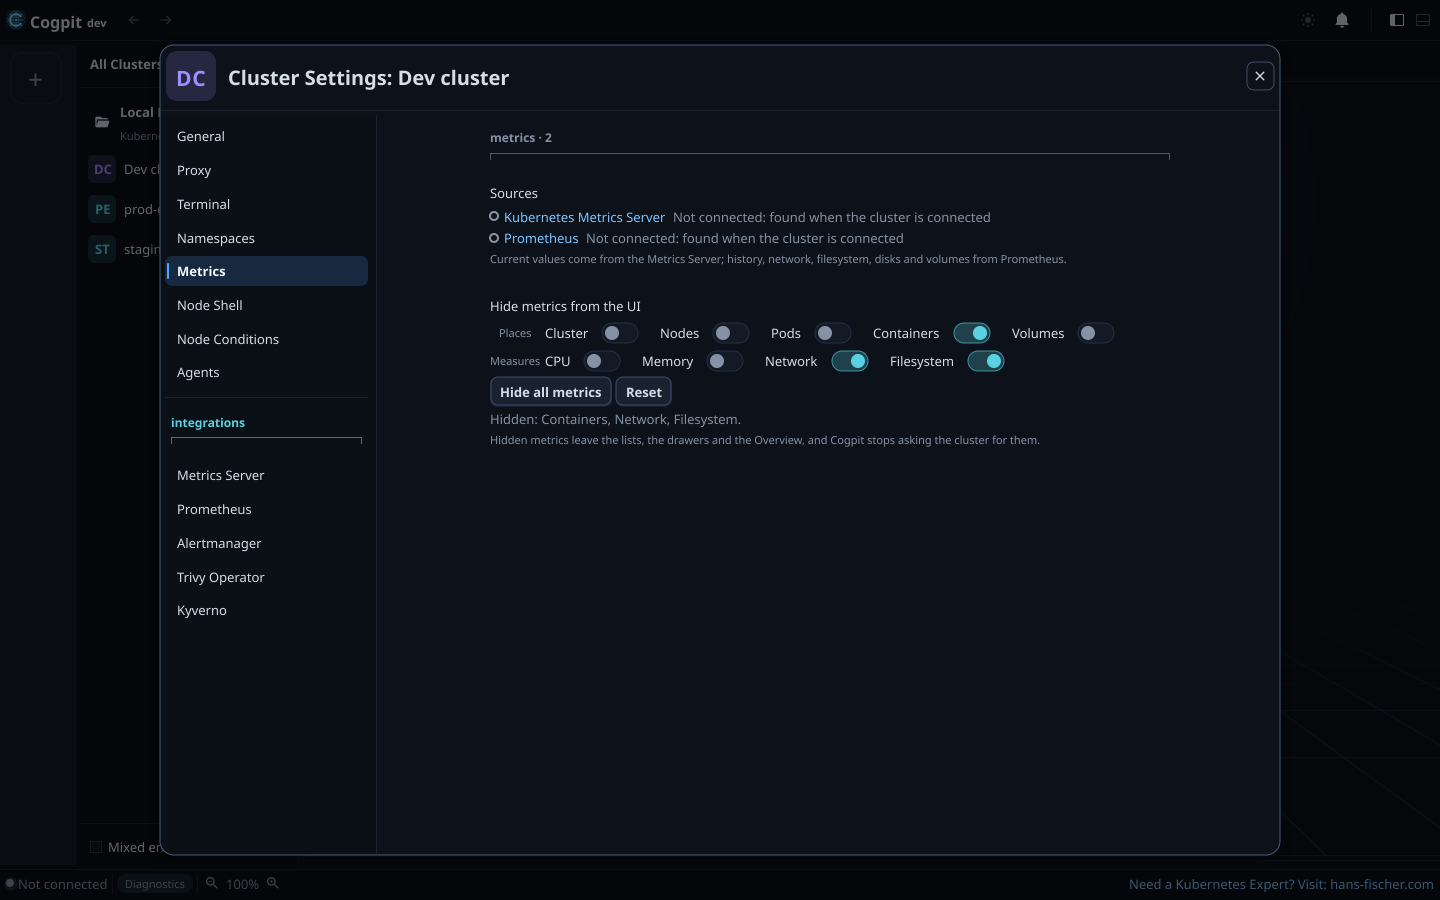 Cogpit dev
All Clusters
Local
DC
Dev cl
PE
prod-
ST
stagin
Mixed en
DC
Cluster Settings: Dev cluster
General
Proxy
Terminal
Namespaces
Metrics
Node Shell
Node Conditions
Agents
integrations
Metrics Server
Prometheus
Alertmanager
Trivy Operator
Kyverno
metrics · 2
Sources
Kubernetes Metrics Server Not connected: found when the cluster is connected
Prometheus Not connected: found when the cluster is connected
Current values come from the Metrics Server; history, network, filesystem, disks and volumes from Prometheus.
Hide metrics from the UI
Places Cluster Nodes Pods Containers Volumes
Measures CPU Memory Network Filesystem
Hide all metrics Reset
Hidden: Containers, Network, Filesystem.
Hidden metrics leave the lists, the drawers and the Overview, and Cogpit stops asking the cluster for them.
Not connected Diagnostics 100% Need a Kubernetes Expert? Visit: hans-fischer.com